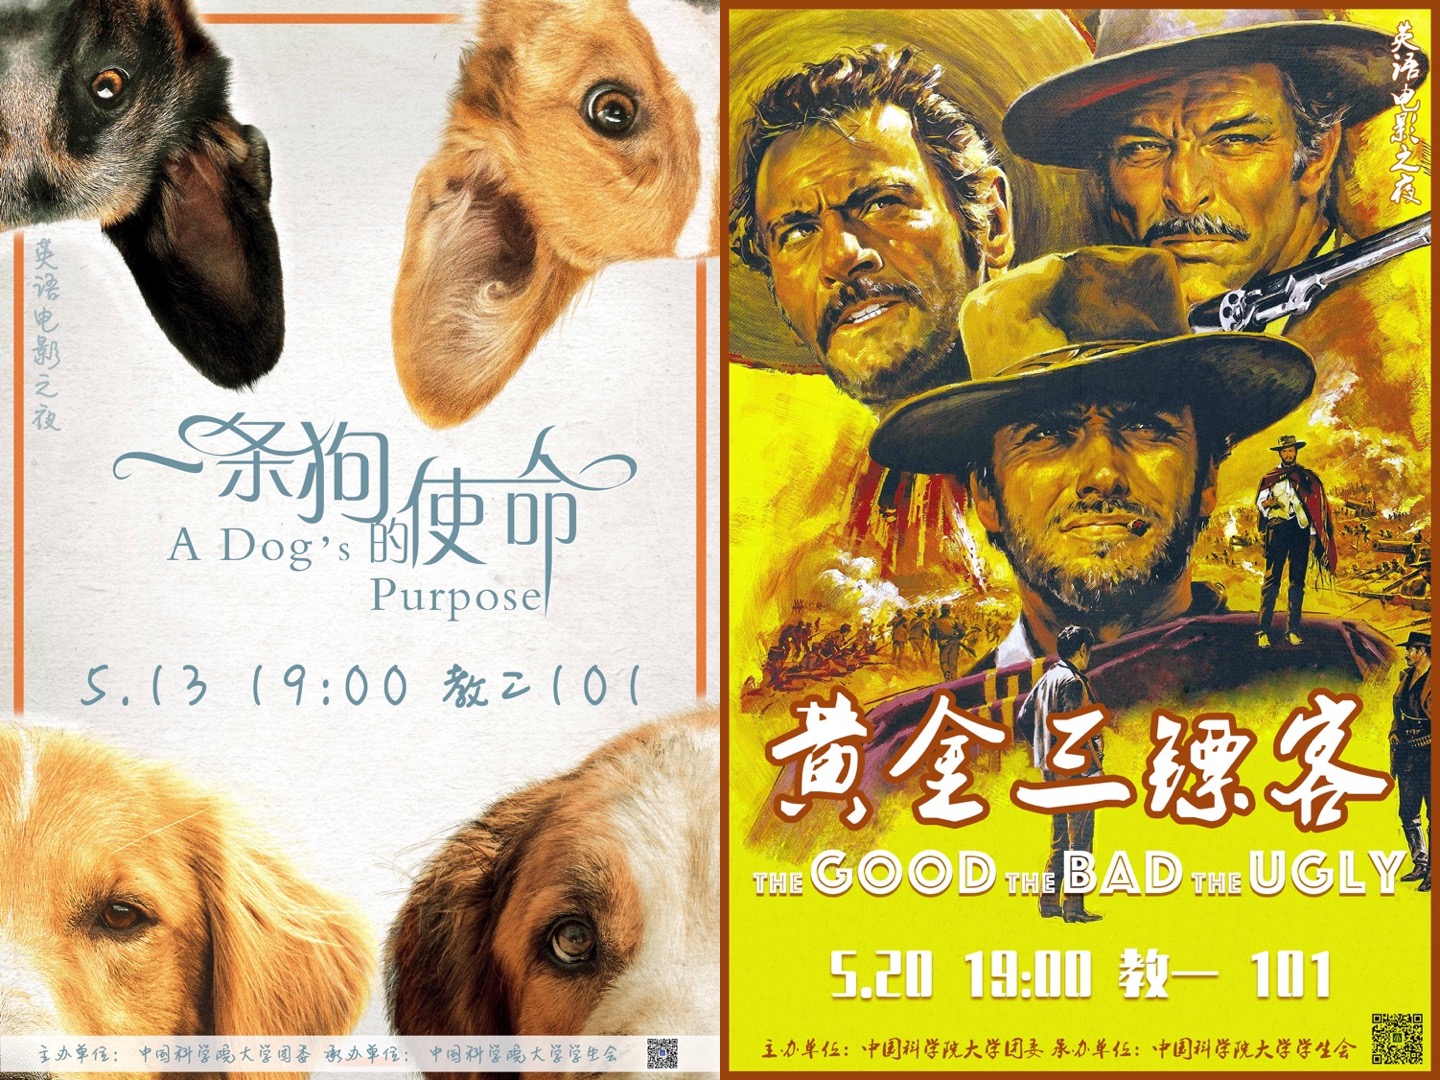 英语电影之夜
一条狗的使命
A Dog's
Purpose
5.13 19:00 教二101
主办单位： 中国科学院大学团委 承办单位： 中国科学院大学学生会
英语电影之夜
黄金三镖客
THE GOOD THE BAD THE UGLY
5.20 19:00 教一 101
主办单位：中国科学院大学团委 承办单位：中国科学院大学学生会